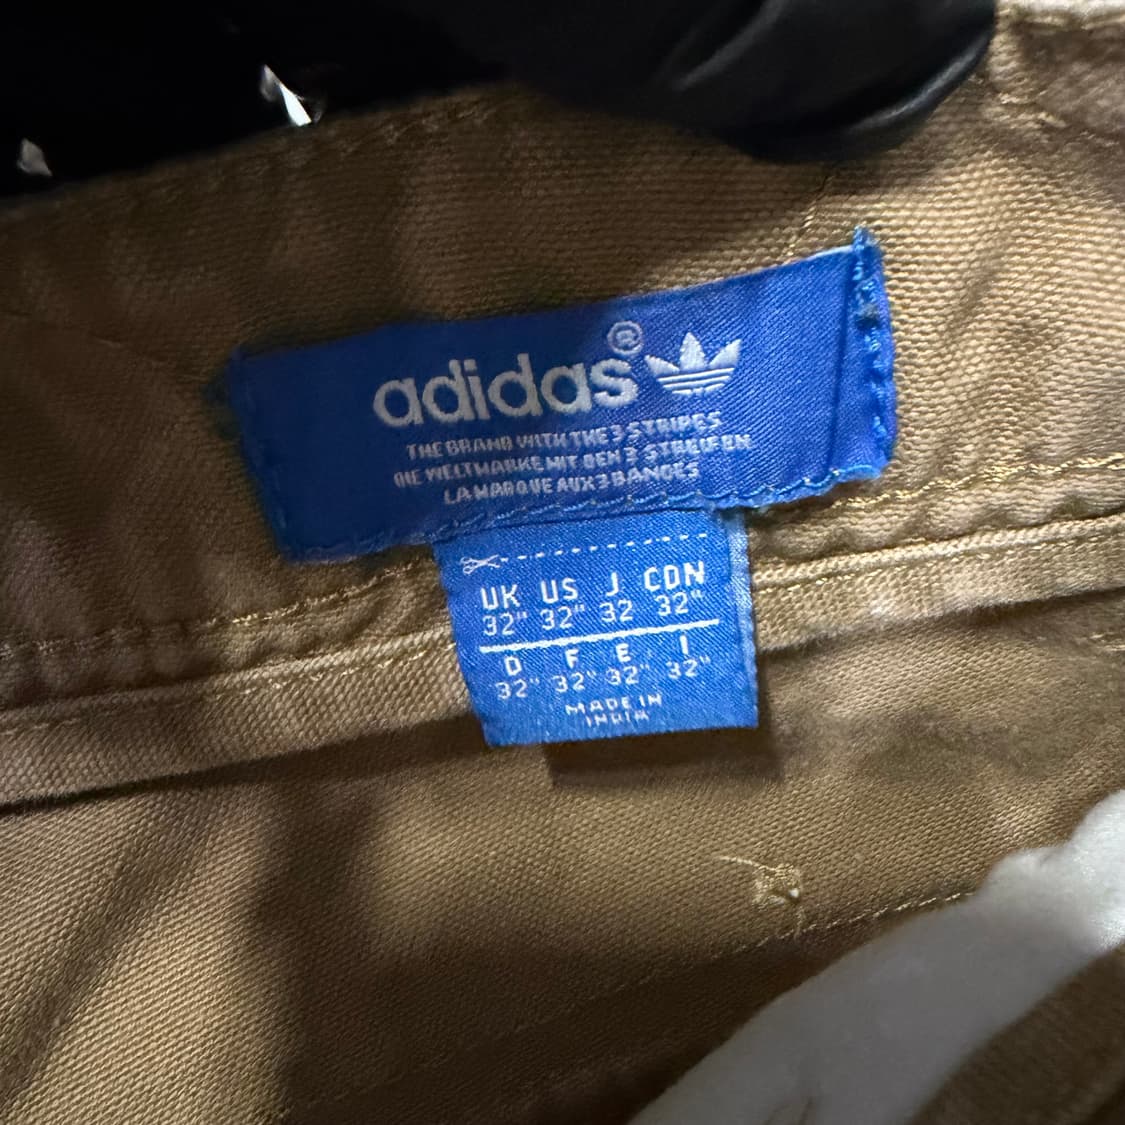 adidas®
THE BRAND WITH THE 3 STRIPES
DIE WELTMARKE MIT DEN 3 STREIFEN
LA MARQUE AUX 3 BANDES
UK US J CDN
32" 32" 32 32"
D F E I
32" 32" 32" 32"
MADE IN
INDIA